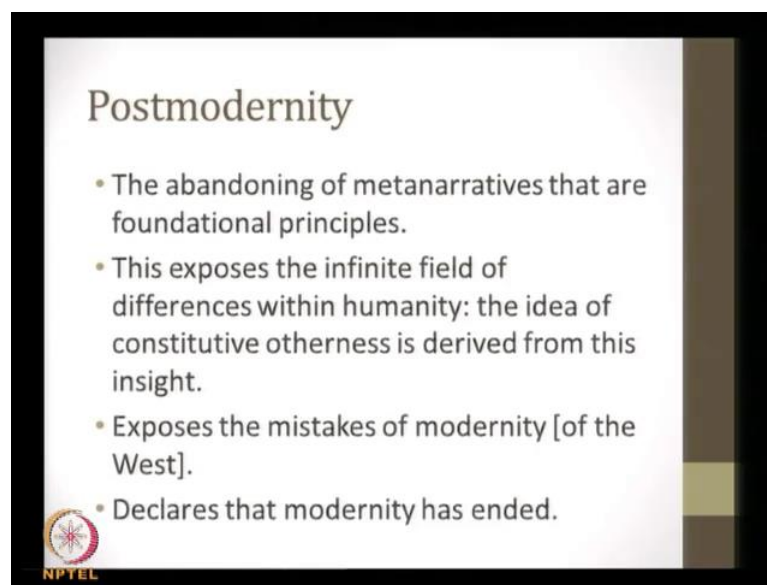 Postmodernity
• The abandoning of metanarratives that are
foundational principles.
• This exposes the infinite field of
differences within humanity: the idea of
constitutive otherness is derived from this
insight.
• Exposes the mistakes of modernity [of the
West].
• Declares that modernity has ended.
NPTEL